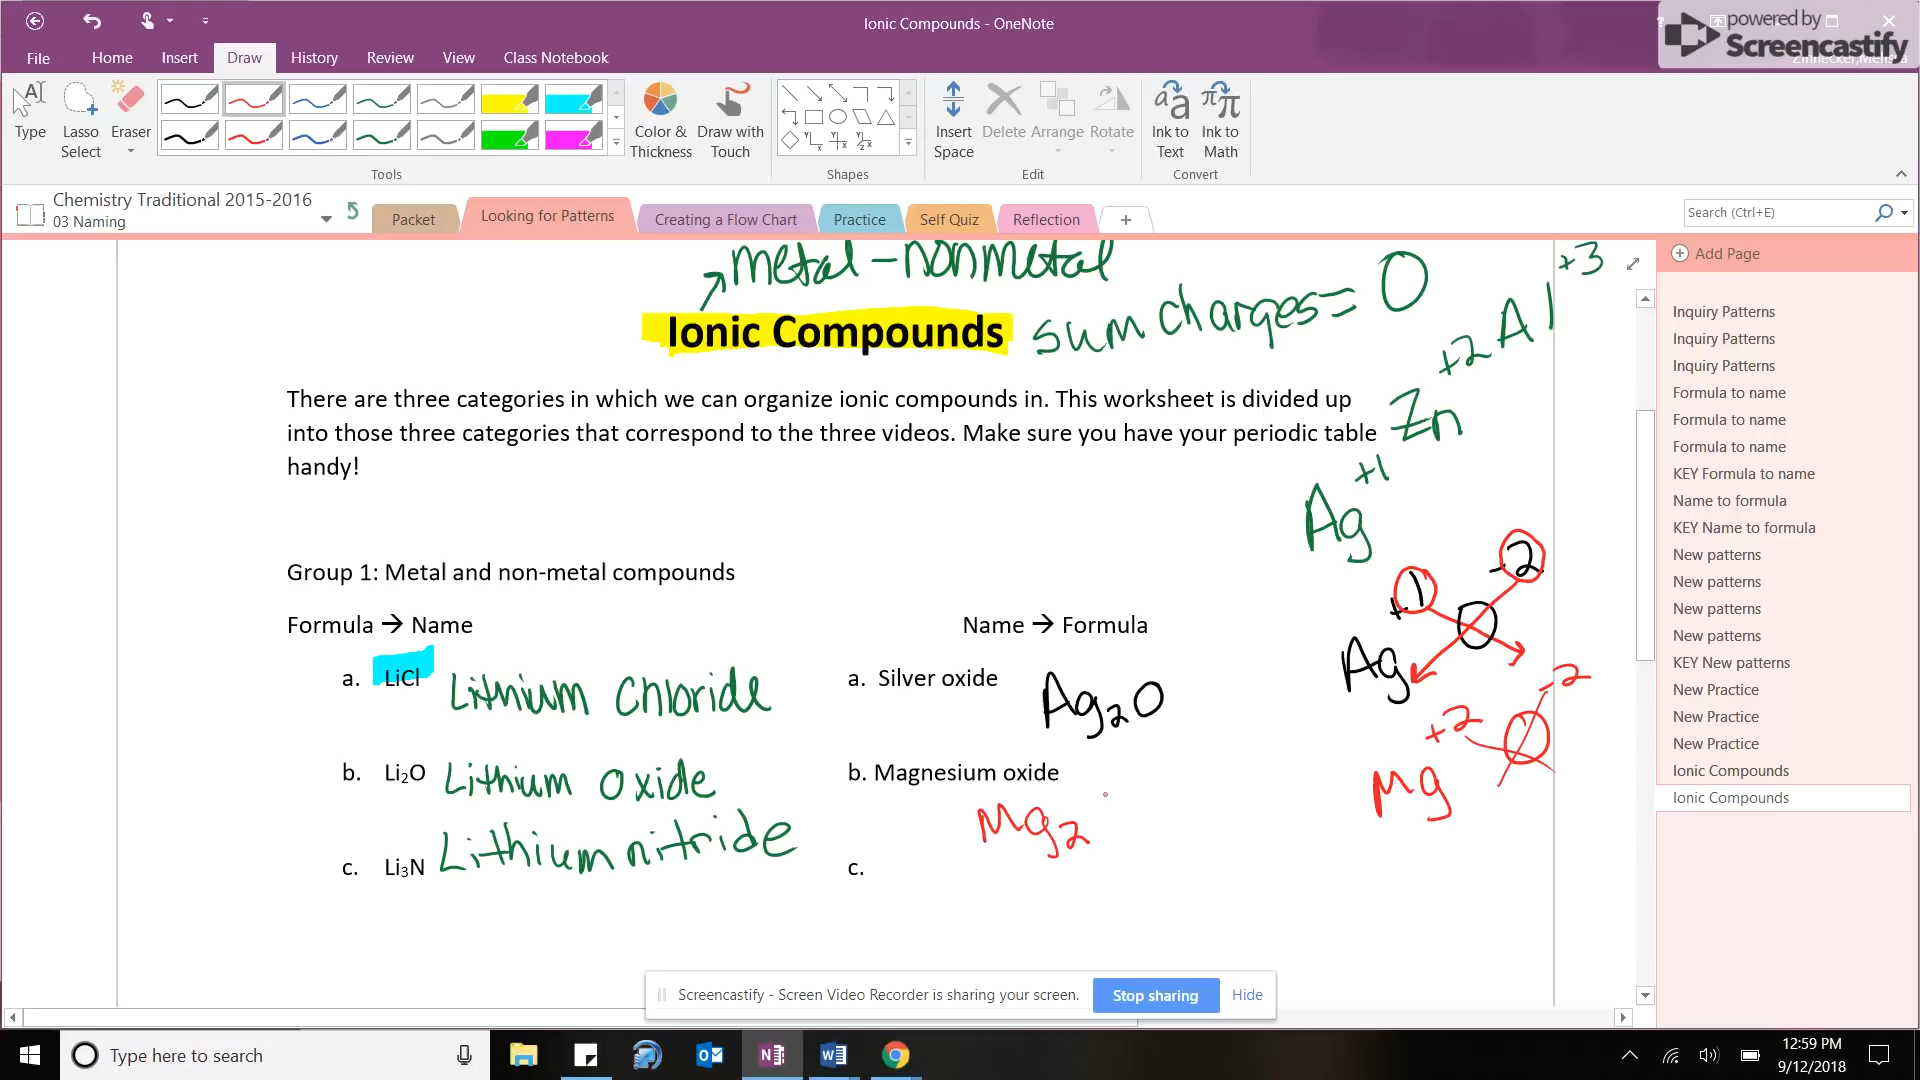 Ionic Compounds - OneNote
powered by
Screencastify
File Home Insert Draw History Review View Class Notebook
Type
Lasso Select
Eraser
Color & Thickness
Draw with Touch
Insert Space
Delete
Arrange
Rotate
Ink to Text
Ink to Math
Tools
Shapes
Edit
Convert
Chemistry Traditional 2015-2016
03 Naming
Packet
Looking for Patterns
Creating a Flow Chart
Practice
Self Quiz
Reflection
+
Search (Ctrl+E)
metal - nonmetal
Ionic Compounds
sum charges = 0
Al +3
Zn +2
Ag +1
There are three categories in which we can organize ionic compounds in. This worksheet is divided up
into those three categories that correspond to the three videos. Make sure you have your periodic table
handy!
Group 1: Metal and non-metal compounds
Formula → Name
Name → Formula
a. LiCl Lithium chloride
a. Silver oxide Ag₂O
Ag +1 O -2
b. Li₂O Lithium oxide
b. Magnesium oxide
Mg₂
Mg +2 O -2
c. Li₃N Lithium nitride
c.
Add Page
Inquiry Patterns
Inquiry Patterns
Inquiry Patterns
Formula to name
Formula to name
Formula to name
KEY Formula to name
Name to formula
KEY Name to formula
New patterns
New patterns
New patterns
New patterns
KEY New patterns
New Practice
New Practice
New Practice
Ionic Compounds
Ionic Compounds
Screencastify - Screen Video Recorder is sharing your screen.
Stop sharing
Hide
Type here to search
12:59 PM
9/12/2018